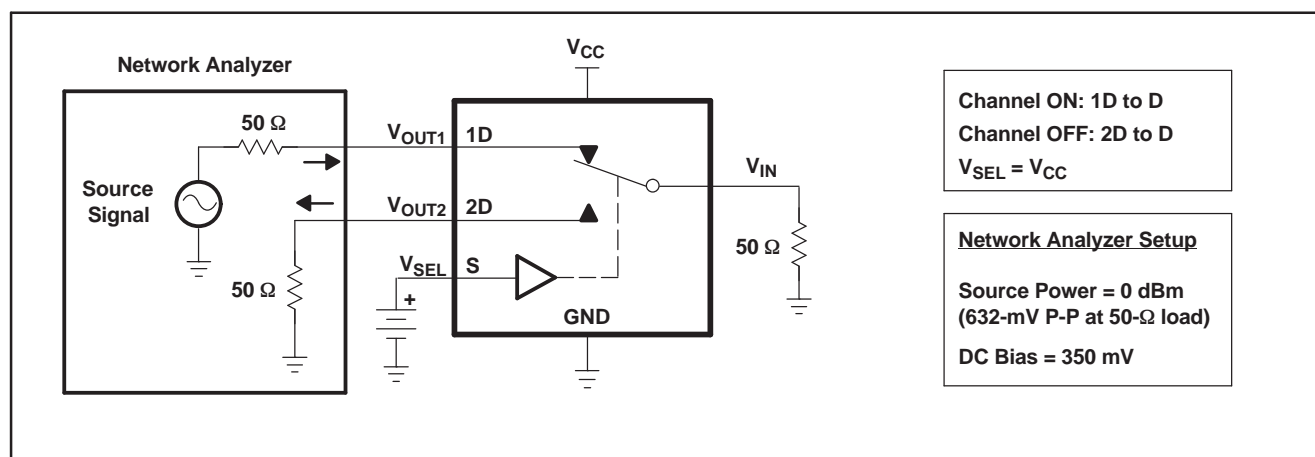 V_CC
Network Analyzer
50 Ω
V_OUT1
1D
Source
Signal
V_OUT2
2D
50 Ω
V_SEL
S
+
GND
V_IN
50 Ω
Channel ON: 1D to D
Channel OFF: 2D to D
V_SEL = V_CC
Network Analyzer Setup
Source Power = 0 dBm
(632-mV P-P at 50-Ω load)
DC Bias = 350 mV